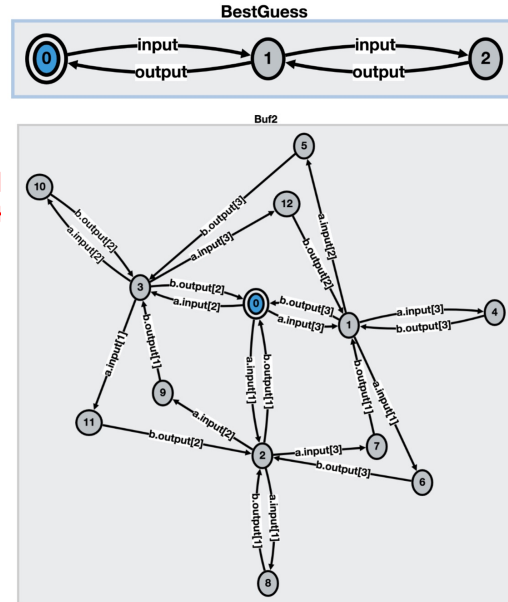 BestGuess
input input
0 1 2
output output
Buf2
5
10 12
b.output[3]
b.output[2] a.input[3] a.input[2]
a.input[2] b.output[2]
3 b.output[2] 0 b.output[3]
a.input[2] a.input[3] 1 a.input[3] 4
b.output[3]
a.input[1] b.output[1] a.input[1] b.output[1] b.output[1] a.input[1]
9
11 a.input[2] 7
b.output[2] 2 a.input[3]
b.output[3] 6
b.output[1] a.input[1]
8